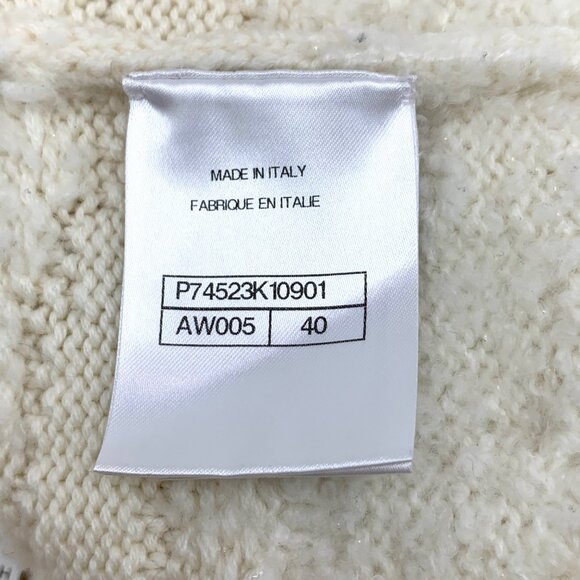 MADE IN ITALY
FABRIQUE EN ITALIE
P74523K10901
AW005 40